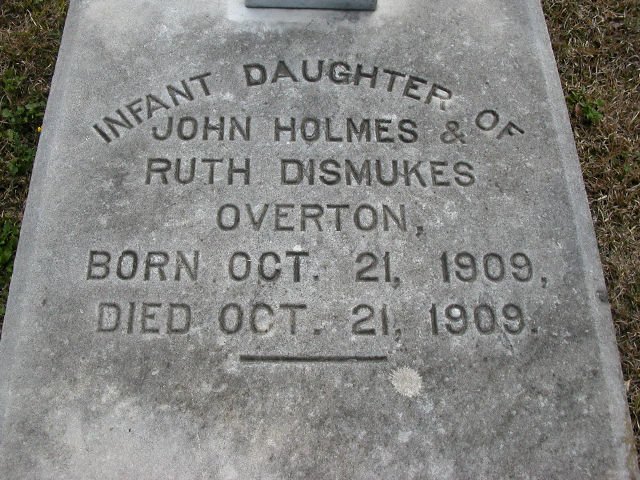 INFANT DAUGHTER OF
JOHN HOLMES &
RUTH DISMUKES
OVERTON,
BORN OCT. 21, 1909,
DIED OCT. 21, 1909.